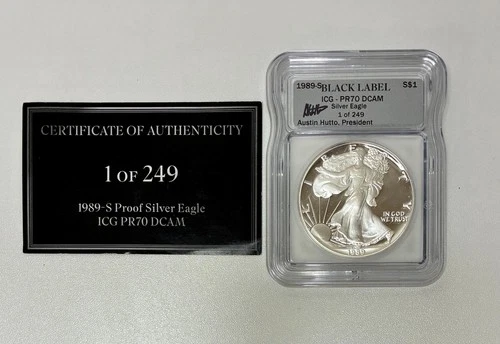 CERTIFICATE OF AUTHENTICITY
1 OF 249
1989-S Proof Silver Eagle
ICG PR70 DCAM
1989-S BLACK LABEL S$1
ICG - PR70 DCAM
Silver Eagle
1 of 249
Austin Hutto, President
LIBERTY
IN GOD
WE TRUST
1989